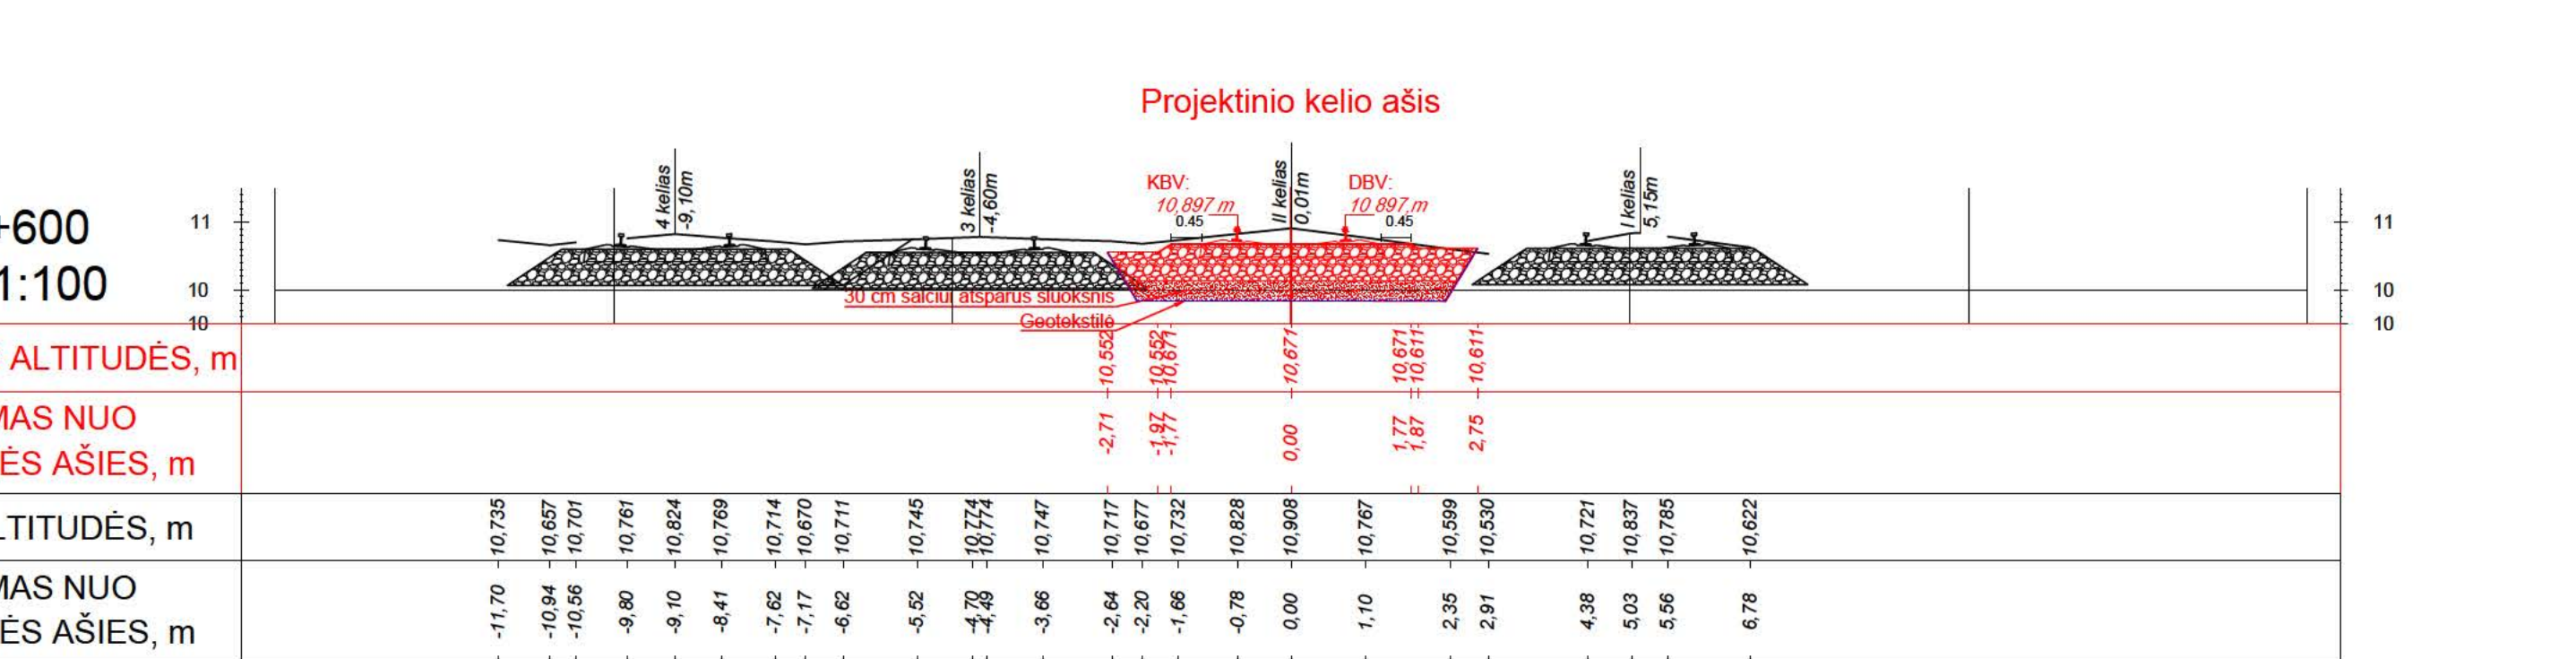 Projektinio kelio ašis
4 kelias
-9,10m
3 kelias
-4,60m
KBV:
10,897 m
0.45
II kelias
0,01m
DBV:
10,897 m
0.45
I kelias
5,15m
+600
1:100
11
10
10
11
10
10
30 cm šalčiui atsparus sluoksnis
Geotekstilė
ALTITUDĖS, m
10,552 10,552 10,671 10,671 10,671 10,611 10,611
MAS NUO
ĖS AŠIES, m
-2,71 -1,97 -1,77 0,00 1,77 1,87 2,75
LTITUDĖS, m
10,735 10,657 10,701 10,761 10,824 10,769 10,714 10,670 10,711 10,745 10,774 10,774 10,747 10,717 10,677 10,732 10,828 10,908 10,767 10,599 10,530 10,721 10,837 10,785 10,622
MAS NUO
ĖS AŠIES, m
-11,70 -10,94 -10,56 -9,80 -9,10 -8,41 -7,62 -7,17 -6,62 -5,52 -4,70 -4,49 -3,66 -2,64 -2,20 -1,66 -0,78 0,00 1,10 2,35 2,91 4,38 5,03 5,56 6,78